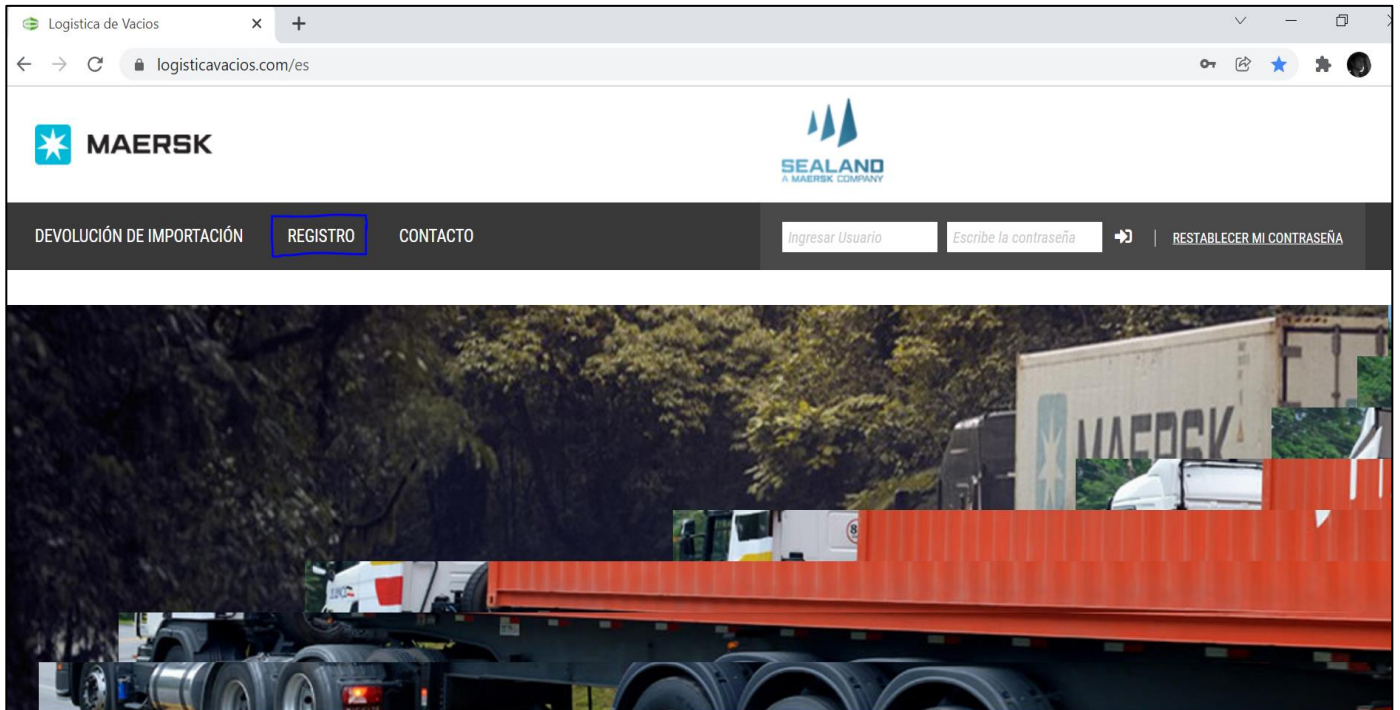 Logistica de Vacios
logisticavacios.com/es
MAERSK
SEALAND
A MAERSK COMPANY
DEVOLUCIÓN DE IMPORTACIÓN REGISTRO CONTACTO Ingresar Usuario Escribe la contraseña | RESTABLECER MI CONTRASEÑA
MAERSK